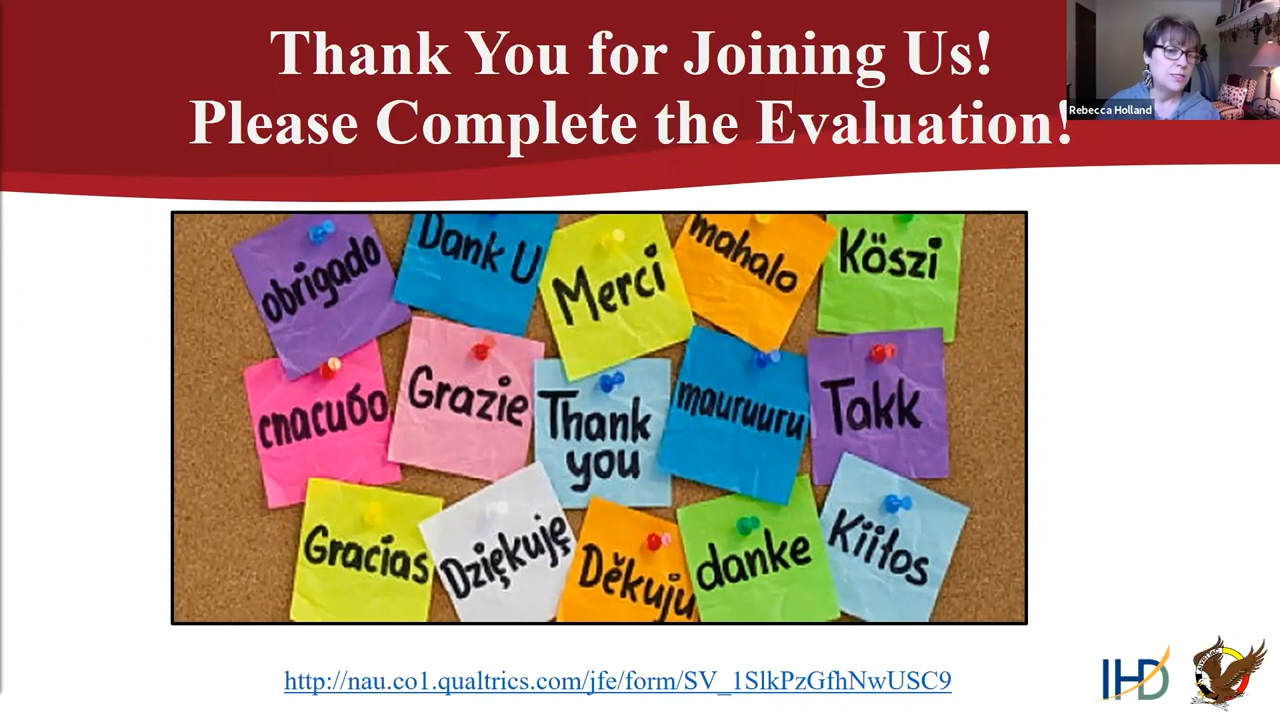 Thank You for Joining Us!
Please Complete the Evaluation!
Rebecca Holland
obrigado
Dank U
Merci
mahalo
Köszi
спасибо
Grazie
Thank
you
mauruuru
Takk
Gracias
Dziękuję
Děkuju
danke
Kiitos
http://nau.co1.qualtrics.com/jfe/form/SV_1SlkPzGfhNwUSC9
IHD